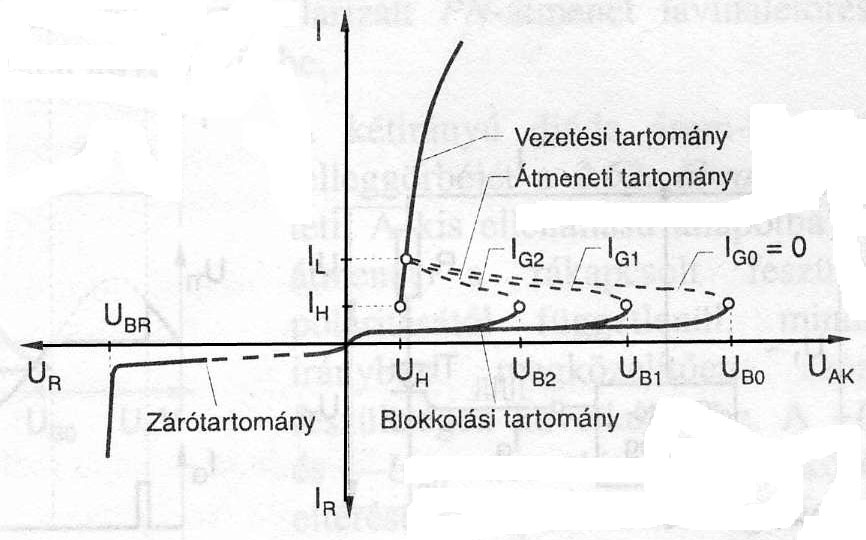 I
Vezetési tartomány
Átmeneti tartomány
I_L
I_G2
I_G1
I_G0 = 0
I_H
U_BR
U_R
U_H
U_B2
U_B1
U_B0
U_AK
Zárótartomány
Blokkolási tartomány
I_R